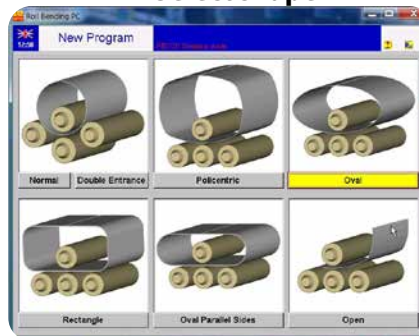 Roll Bending PC
New Program
Normal
Double Entrance
Policentric
Oval
Rectangle
Oval Parallel Sides
Open